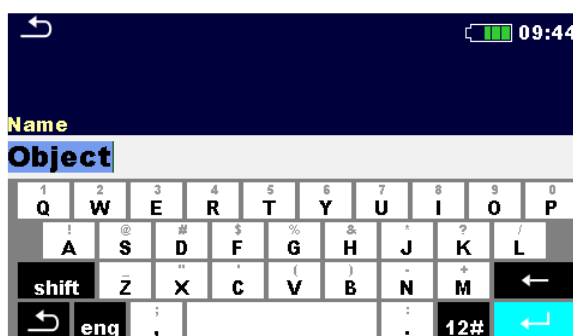 09:44
Name
Object
1 2 3 4 5 6 7 8 9 0
Q W E R T Y U I O P
! @ # $ % & * ? /
A S D F G H J K L
shift _ " ' ( ) - + 
Z X C V B N M
eng ; , : . 12#